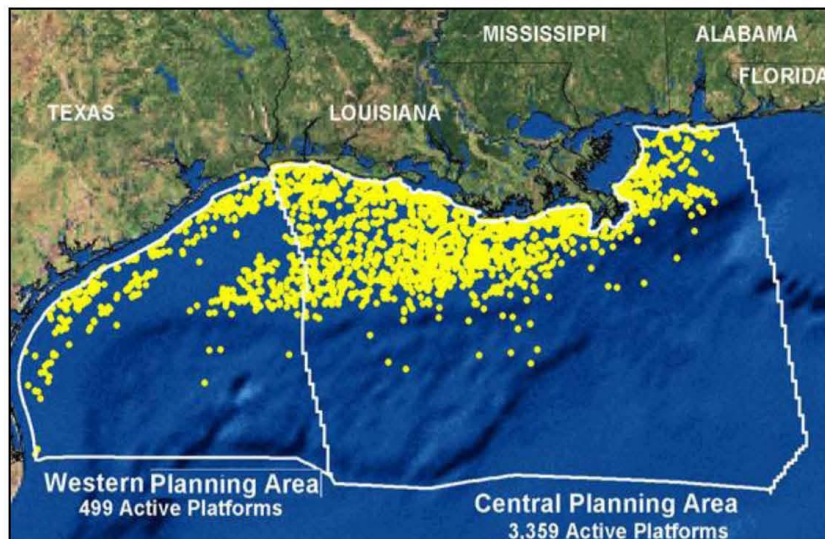 MISSISSIPPI
ALABAMA
FLORIDA
TEXAS
LOUISIANA
Western Planning Area
499 Active Platforms
Central Planning Area
3,359 Active Platforms